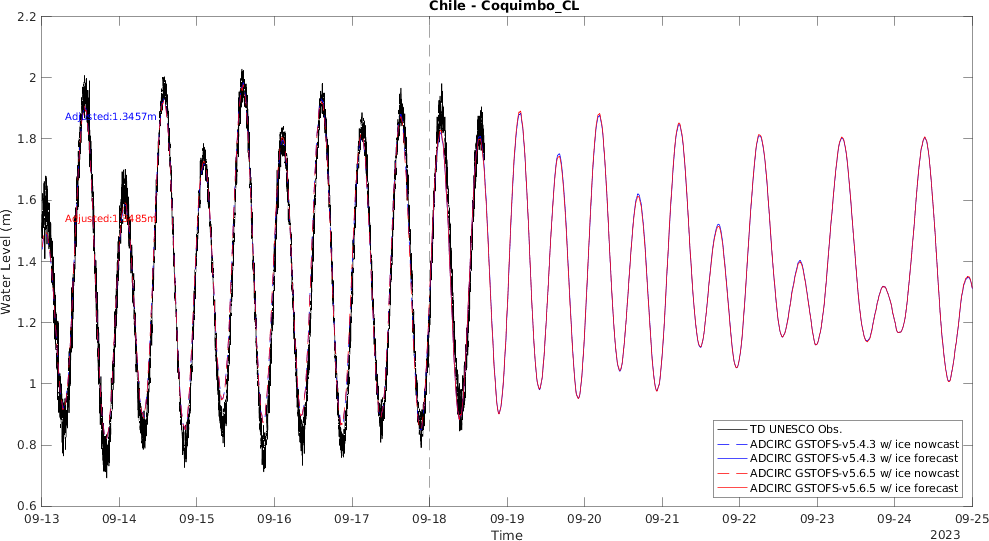 Chile - Coquimbo_CL
2.2
2
1.8
1.6
1.4
1.2
1
0.8
0.6
Water Level (m)
Adjusted:1.3457m
Adjusted:1.3485m
TD UNESCO Obs.
ADCIRC GSTOFS-v5.4.3 w/ ice nowcast
ADCIRC GSTOFS-v5.4.3 w/ ice forecast
ADCIRC GSTOFS-v5.6.5 w/ ice nowcast
ADCIRC GSTOFS-v5.6.5 w/ ice forecast
09-13 09-14 09-15 09-16 09-17 09-18 09-19 09-20 09-21 09-22 09-23 09-24 09-25
Time
2023